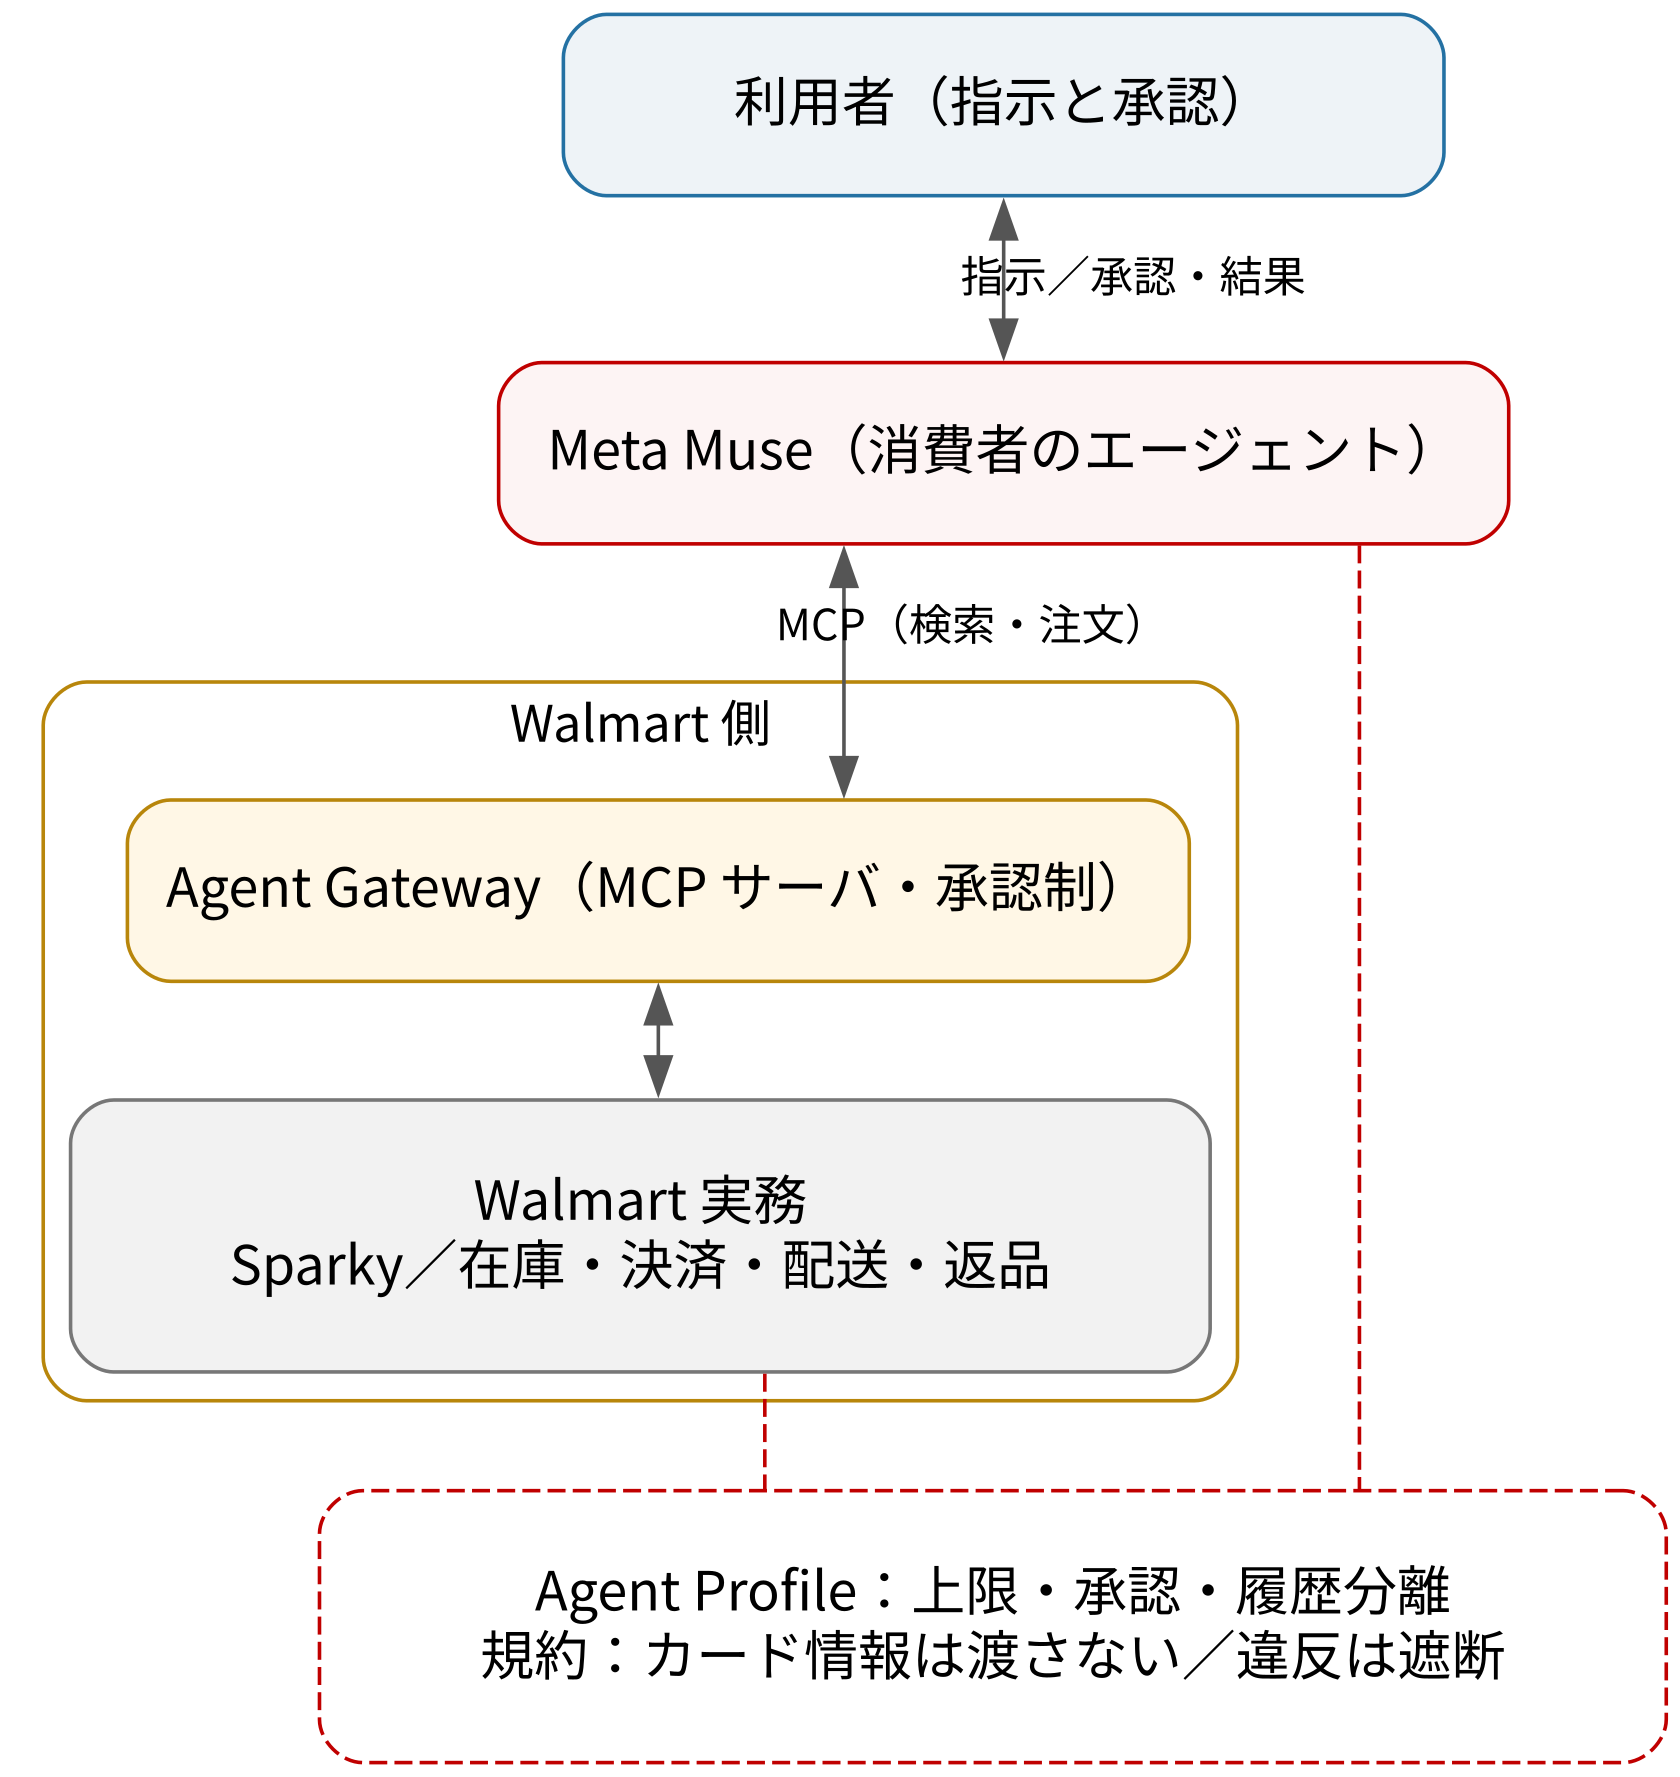 利用者（指示と承認）
指示／承認・結果
Meta Muse（消費者のエージェント）
MCP（検索・注文）
Walmart 側
Agent Gateway（MCP サーバ・承認制）
Walmart 実務
Sparky／在庫・決済・配送・返品
Agent Profile：上限・承認・履歴分離
規約：カード情報は渡さない／違反は遮断